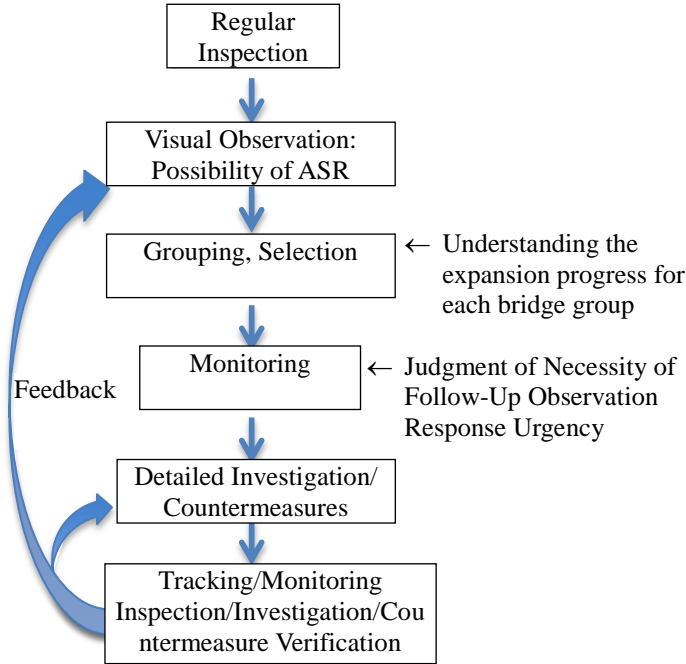 Regular
Inspection
Visual Observation:
Possibility of ASR
Grouping, Selection
← Understanding the
expansion progress for
each bridge group
Monitoring
← Judgment of Necessity of
Follow-Up Observation
Response Urgency
Feedback
Detailed Investigation/
Countermeasures
Tracking/Monitoring
Inspection/Investigation/Cou
ntermeasure Verification